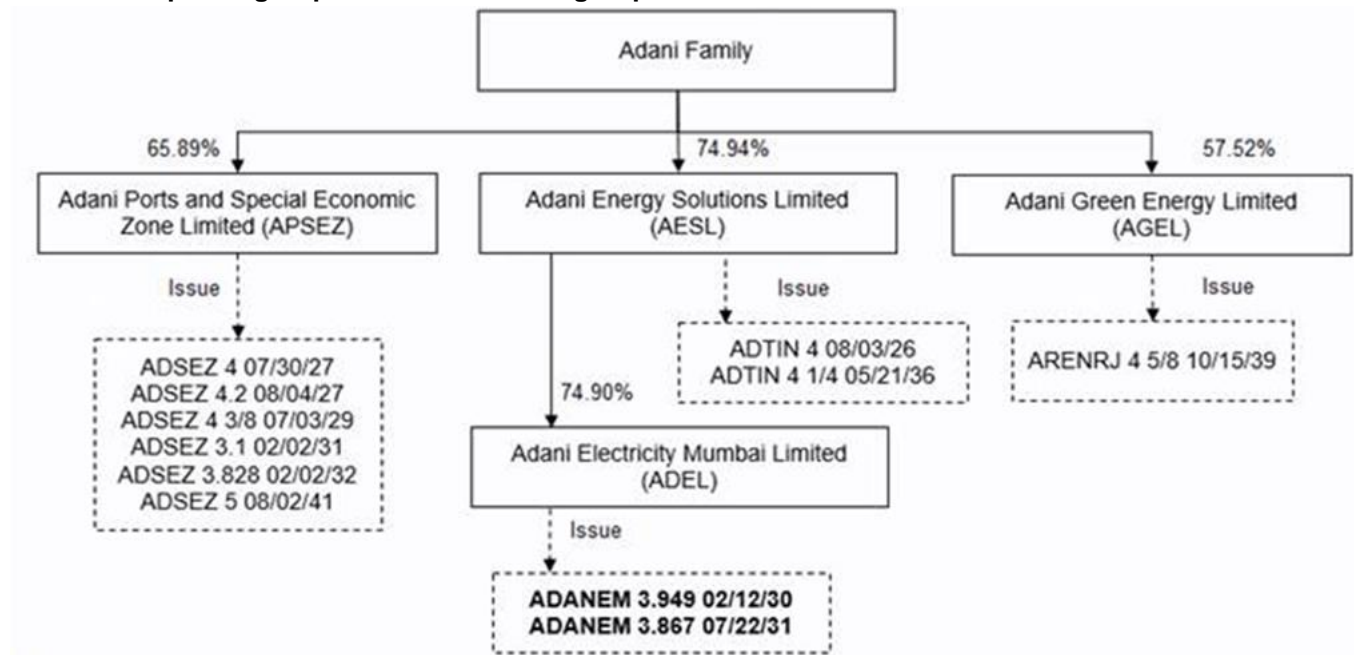 Adani Family
65.89%
74.94%
57.52%
Adani Ports and Special Economic
Zone Limited (APSEZ)
Adani Energy Solutions Limited
(AESL)
Adani Green Energy Limited
(AGEL)
Issue
Issue
Issue
ADSEZ 4 07/30/27
ADSEZ 4.2 08/04/27
ADSEZ 4 3/8 07/03/29
ADSEZ 3.1 02/02/31
ADSEZ 3.828 02/02/32
ADSEZ 5 08/02/41
ADTIN 4 08/03/26
ADTIN 4 1/4 05/21/36
ARENRJ 4 5/8 10/15/39
74.90%
Adani Electricity Mumbai Limited
(ADEL)
Issue
ADANEM 3.949 02/12/30
ADANEM 3.867 07/22/31